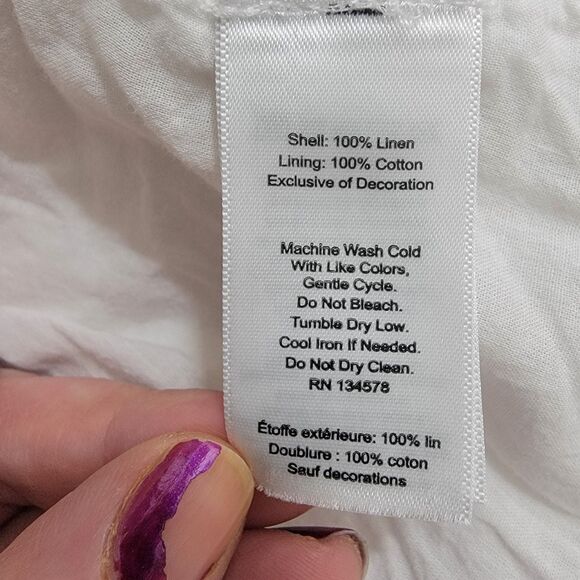 Shell: 100% Linen
Lining: 100% Cotton
Exclusive of Decoration
Machine Wash Cold
With Like Colors,
Gentle Cycle.
Do Not Bleach.
Tumble Dry Low.
Cool Iron If Needed.
Do Not Dry Clean.
RN 134578
Étoffe extérieure: 100% lin
Doublure : 100% coton
Sauf decorations